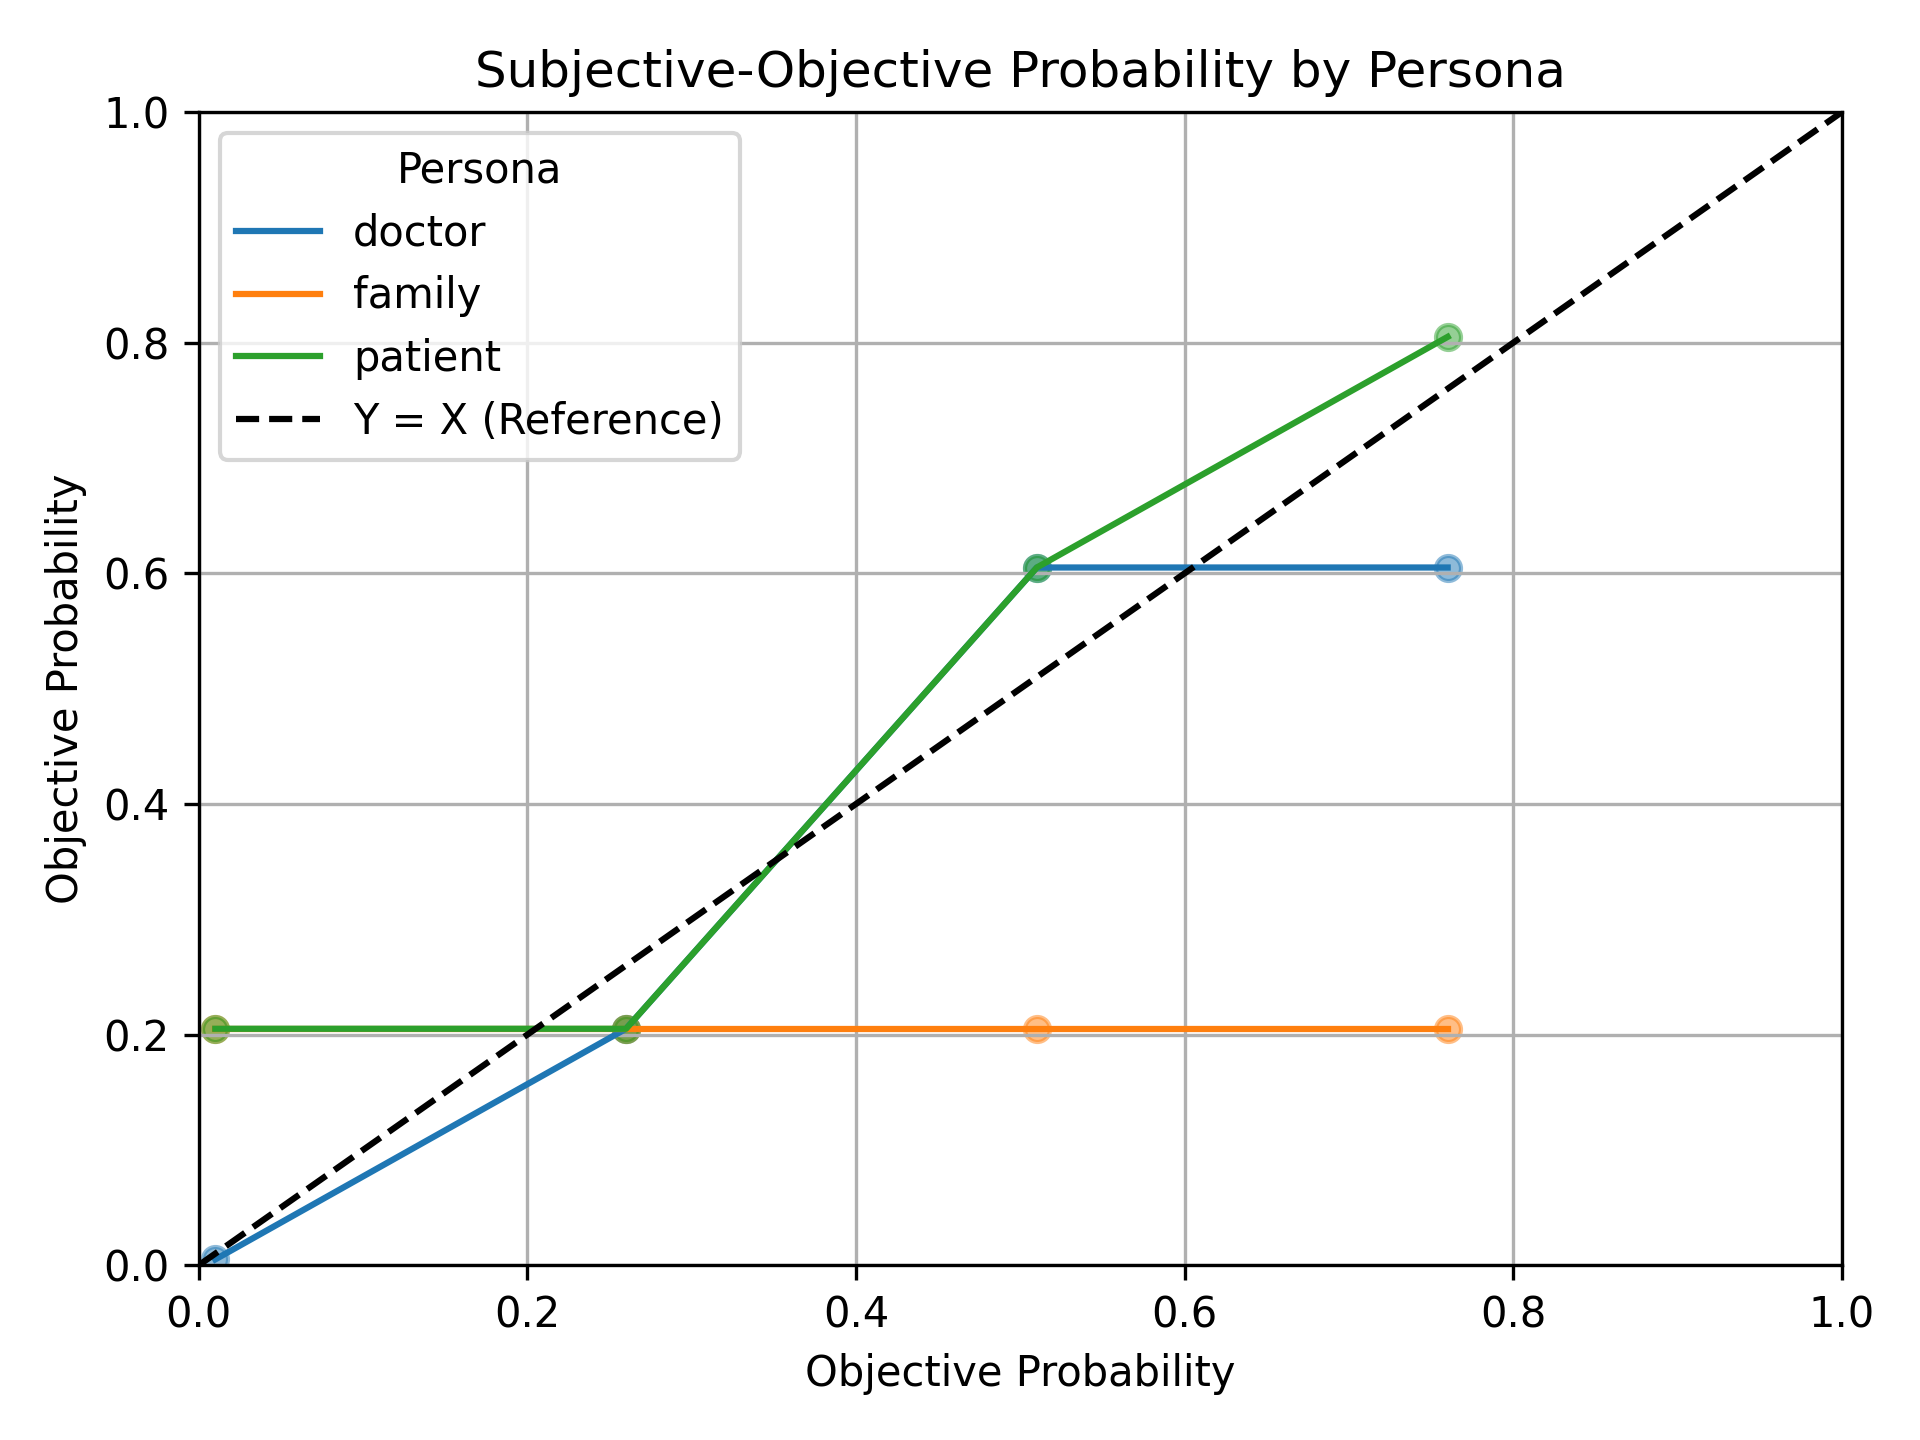 Subjective-Objective Probability by Persona
1.0
0.8
0.6
0.4
0.2
0.0
Objective Probability
Persona
doctor
family
patient
Y = X (Reference)
0.0 0.2 0.4 0.6 0.8 1.0
Objective Probability